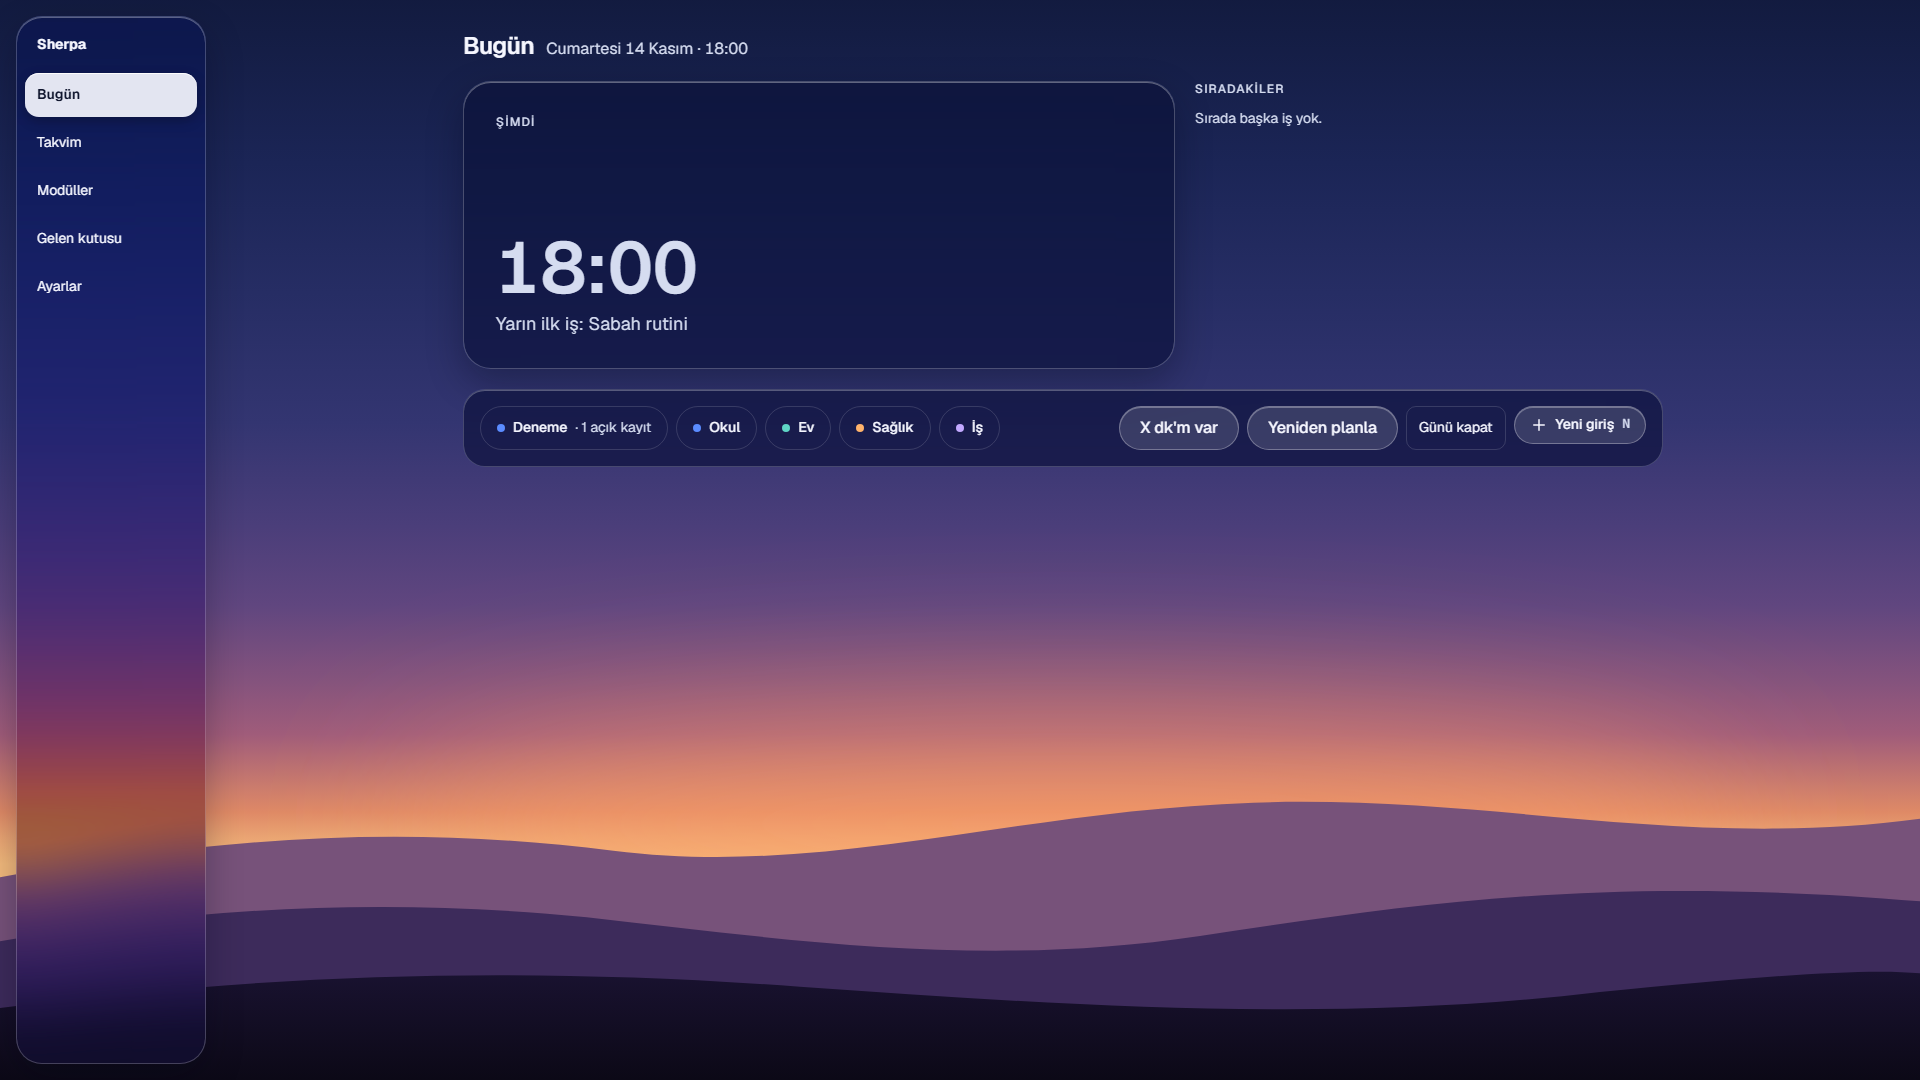 Sherpa
Bugün
Takvim
Modüller
Gelen kutusu
Ayarlar
Bugün Cumartesi 14 Kasım · 18:00
ŞİMDİ
18:00
Yarın ilk iş: Sabah rutini
SIRADAKİLER
Sırada başka iş yok.
Deneme · 1 açık kayıt
Okul
Ev
Sağlık
İş
X dk'm var
Yeniden planla
Günü kapat
+ Yeni giriş N